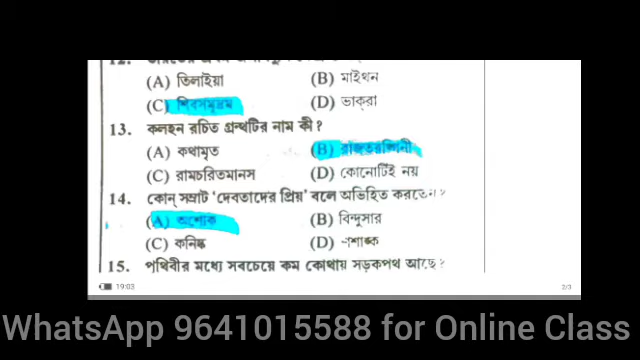 (A) তিলাইয়া (B) মাইথন
(C) শিবসমুদ্রম (D) ভাক্রা
13. কলহন রচিত গ্রন্থটির নাম কী?
(A) কথামৃত (B) রাজতরঙ্গিনী
(C) রামচরিতমানস (D) কোনোটিই নয়
14. কোন্ সম্রাট 'দেবতাদের প্রিয়' বলে অভিহিত করতেন?
(A) অশোক (B) বিন্দুসার
(C) কনিষ্ক (D) শশাঙ্ক
15. পৃথিবীর মধ্যে সবচেয়ে কম কোথায় সড়কপথ আছে?
19:03 2/3
WhatsApp 9641015588 for Online Class